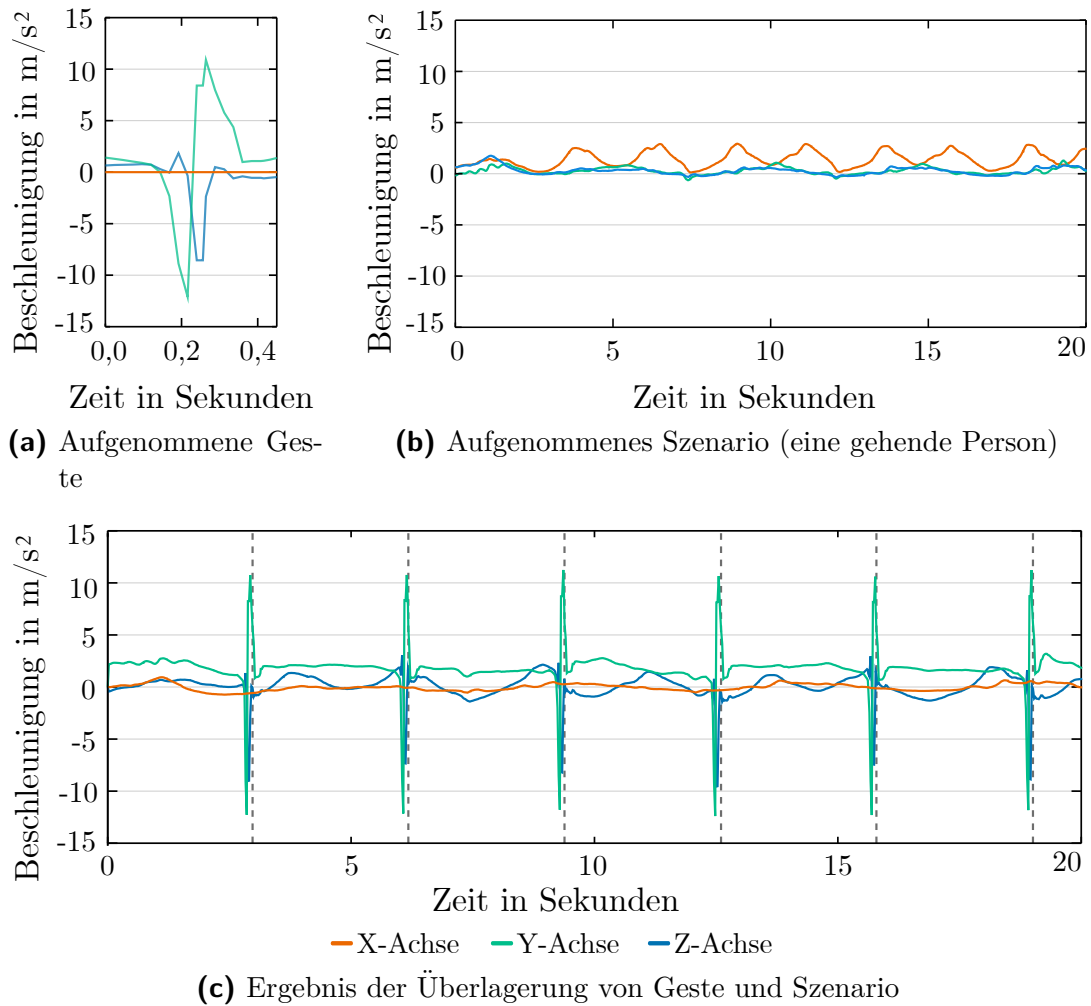 Beschleunigung in m/s²
15
10
5
0
-5
-10
-15
0,0 0,2 0,4
Zeit in Sekunden
(a) Aufgenommene Ges-
te
Beschleunigung in m/s²
15
10
5
0
-5
-10
-15
0 5 10 15 20
Zeit in Sekunden
(b) Aufgenommenes Szenario (eine gehende Person)
Beschleunigung in m/s²
15
10
5
0
-5
-10
-15
0 5 10 15 20
Zeit in Sekunden
X-Achse Y-Achse Z-Achse
(c) Ergebnis der Überlagerung von Geste und Szenario